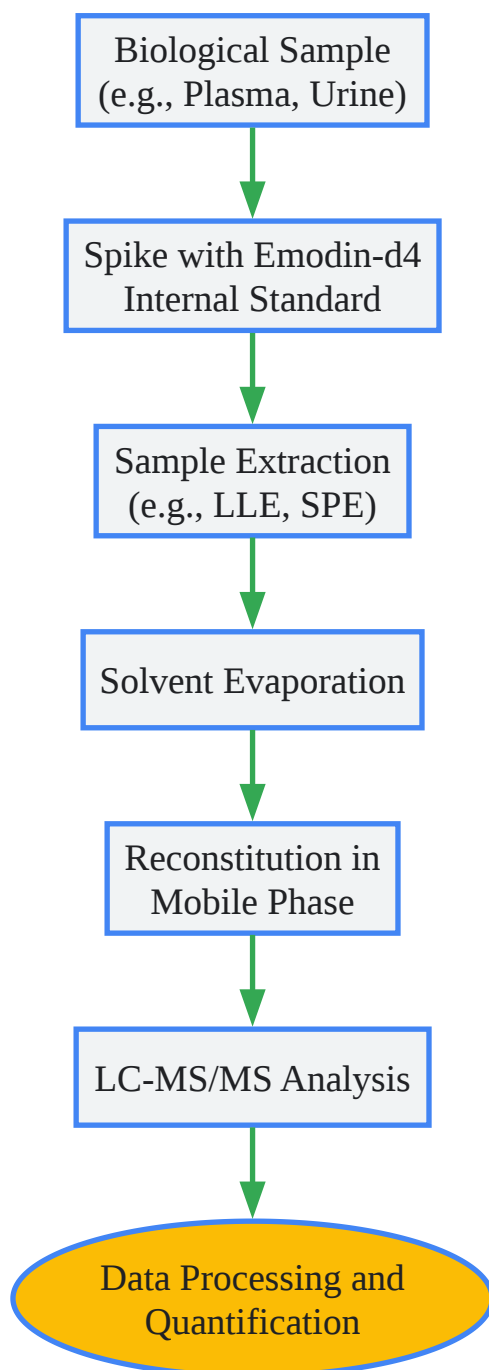 Biological Sample
(e.g., Plasma, Urine)
Spike with Emodin-d4
Internal Standard
Sample Extraction
(e.g., LLE, SPE)
Solvent Evaporation
Reconstitution in
Mobile Phase
LC-MS/MS Analysis
Data Processing and
Quantification